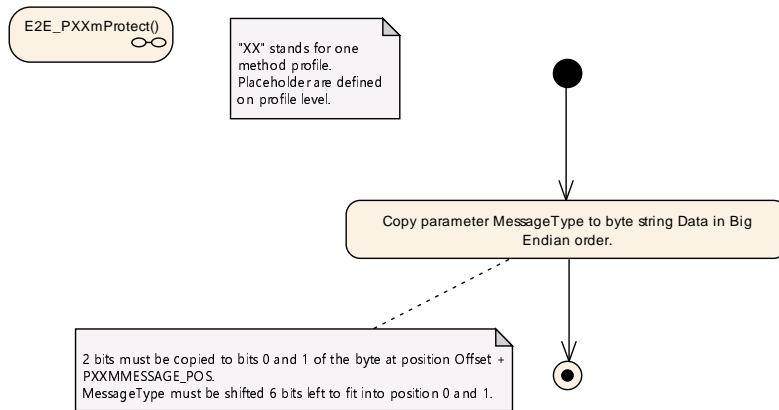 E2E_PXXmProtect()
"XX" stands for one
method profile.
Placeholder are defined
on profile level.
Copy parameter MessageType to byte string Data in Big
Endian order.
2 bits must be copied to bits 0 and 1 of the byte at position Offset +
PXXMMESSAGE_POS.
MessageType must be shifted 6 bits left to fit into position 0 and 1.